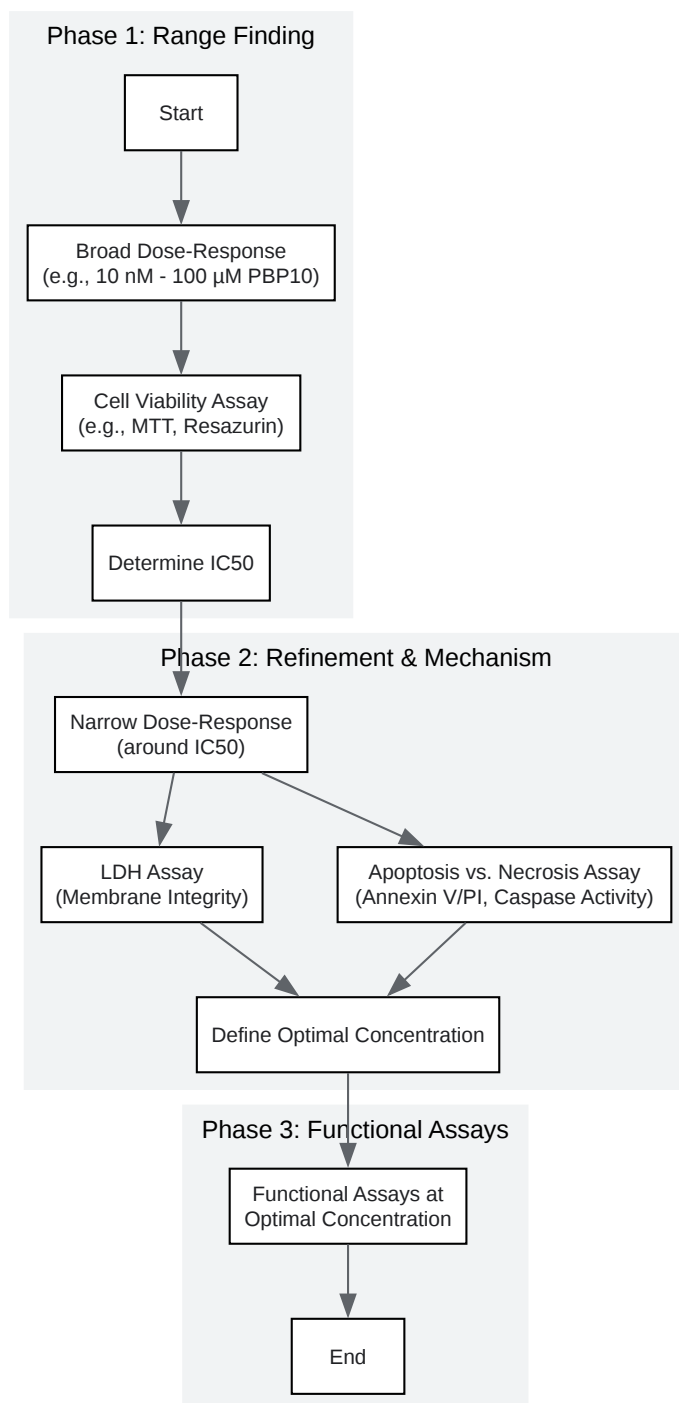 Phase 1: Range Finding
Start
Broad Dose-Response
(e.g., 10 nM - 100 µM PBP10)
Cell Viability Assay
(e.g., MTT, Resazurin)
Determine IC50
Phase 2: Refinement & Mechanism
Narrow Dose-Response
(around IC50)
LDH Assay
(Membrane Integrity)
Apoptosis vs. Necrosis Assay
(Annexin V/PI, Caspase Activity)
Define Optimal Concentration
Phase 3: Functional Assays
Functional Assays at
Optimal Concentration
End